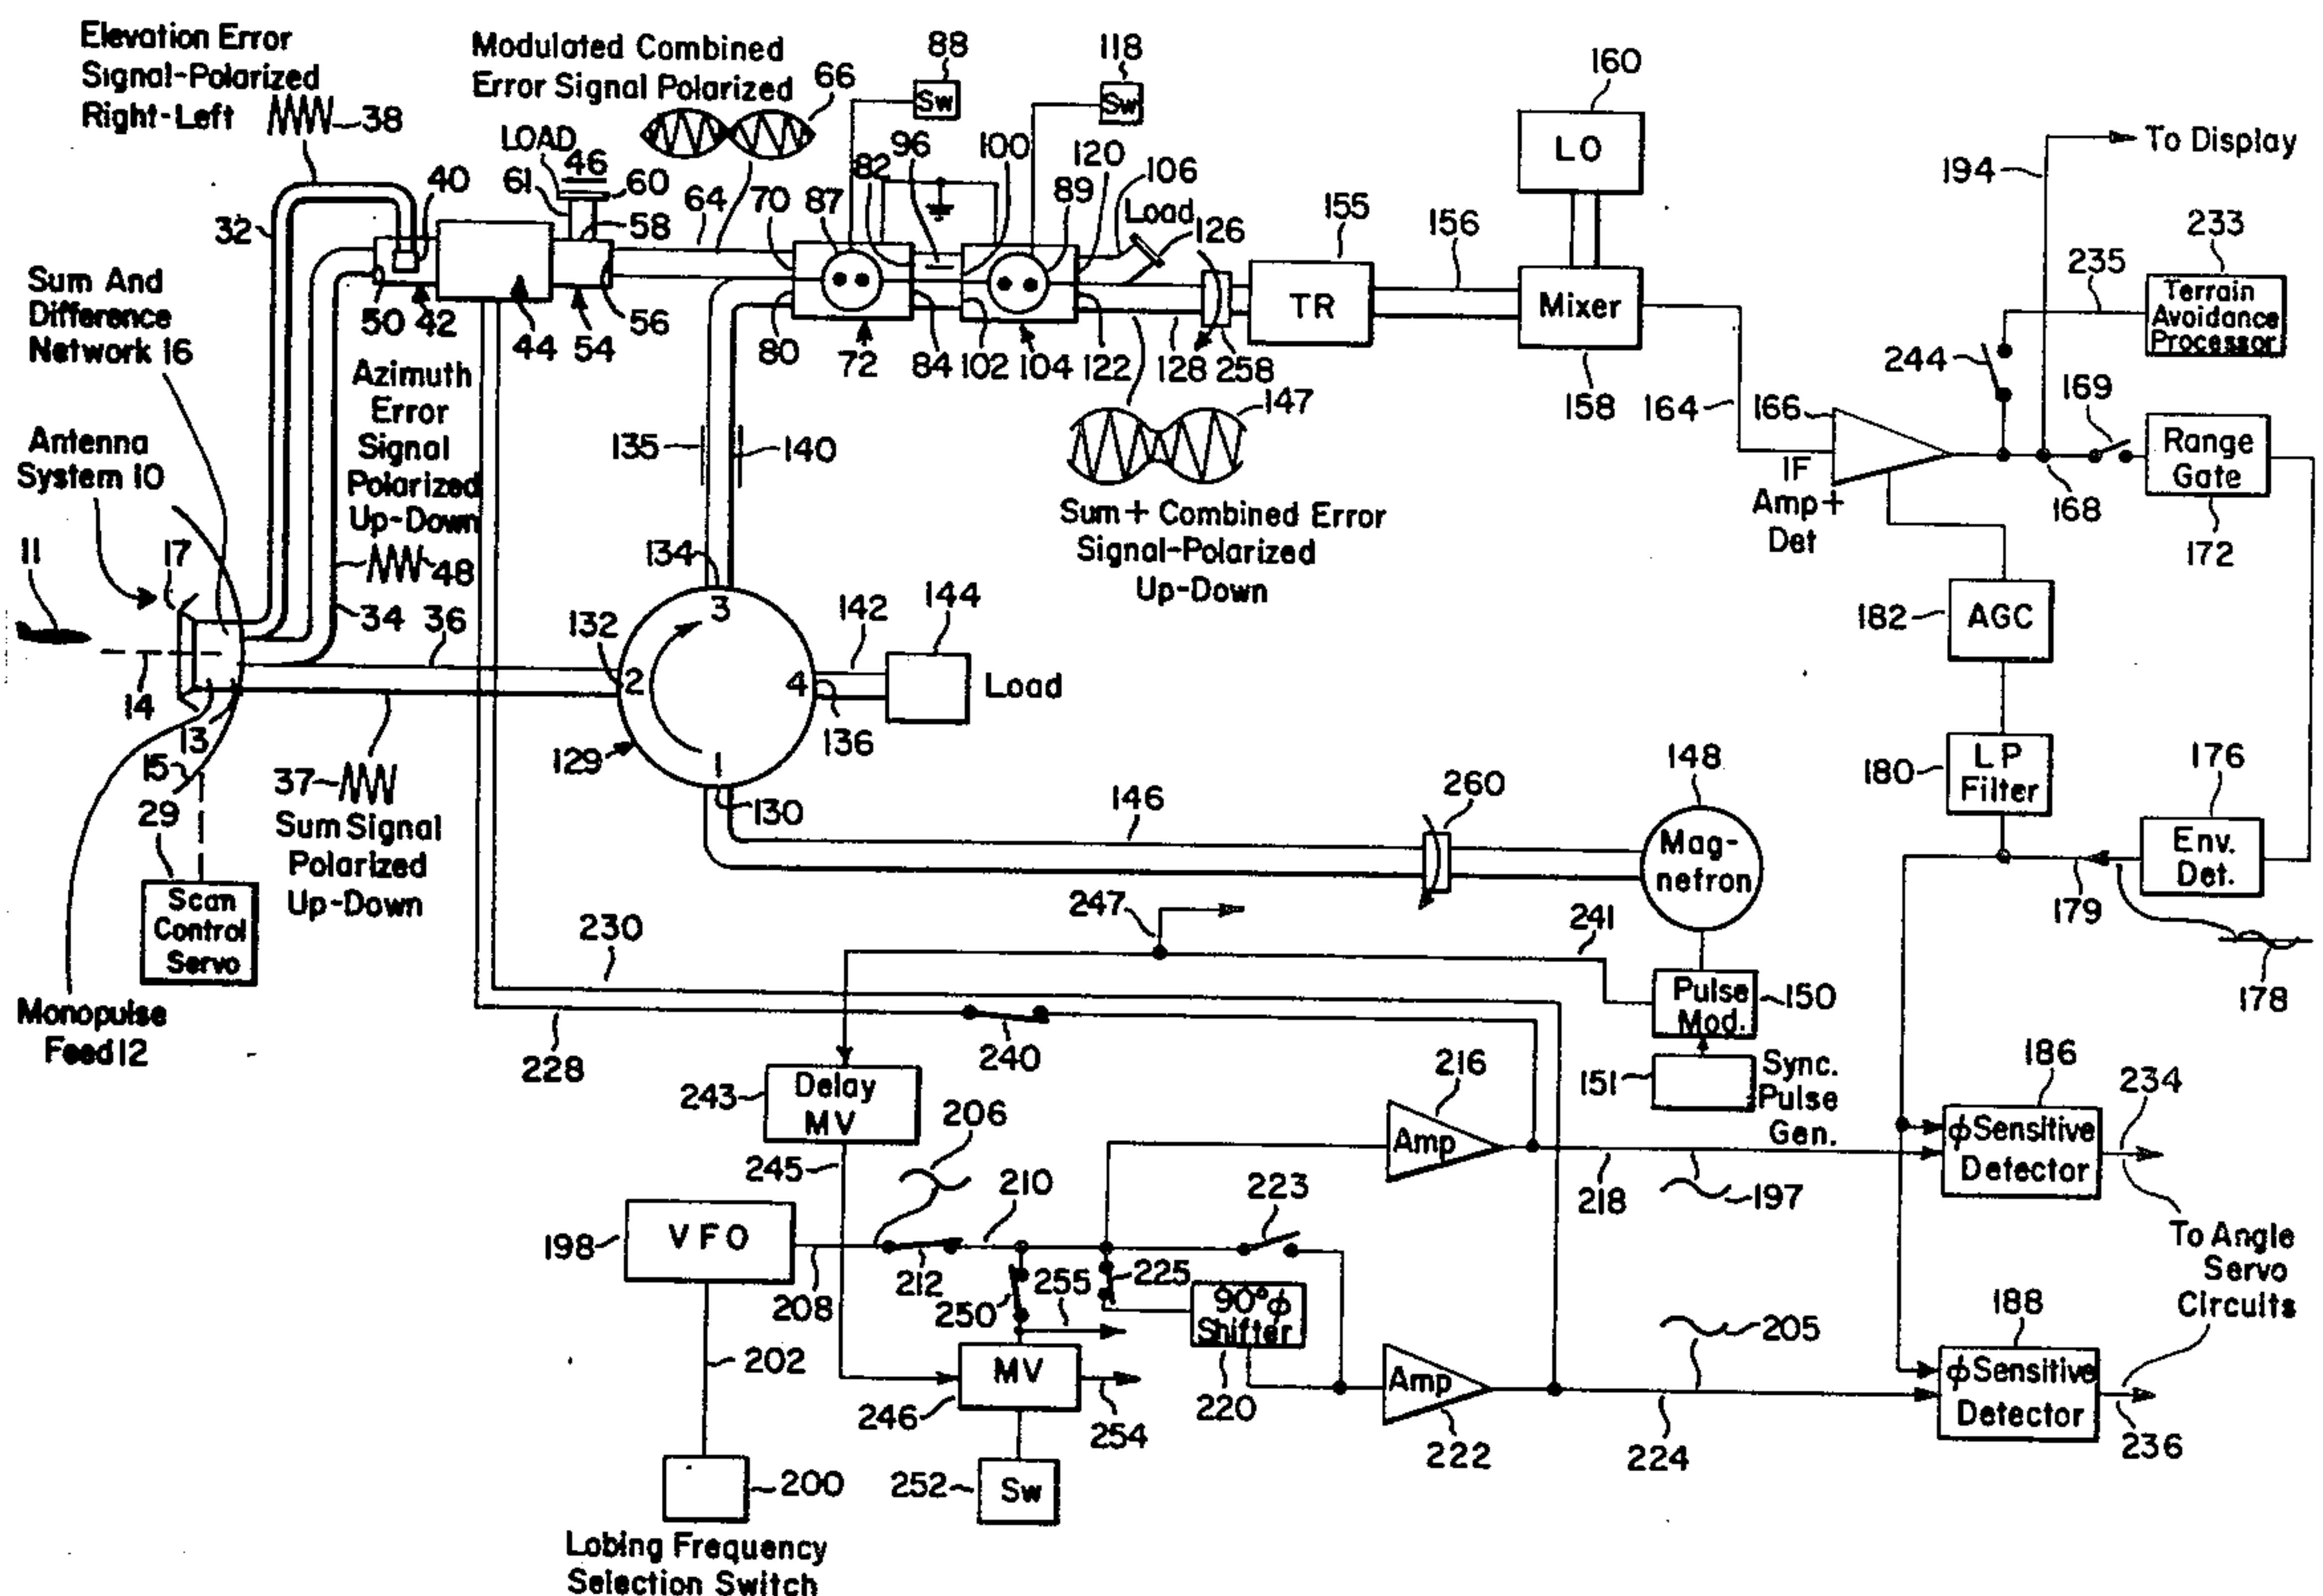 Elevation Error
Signal-Polarized
Right-Left
38
Modulated Combined
Error Signal Polarized
66
88
Sw
118
Sw
160
LO
194
To Display
LOAD
46
60
61
58
40
32
64
70
87
82
96
100
120
89
106
Load
126
155
TR
156
Mixer
158
164
166
IF
Amp+
Det
235
233
Terrain
Avoidance
Processor
244
169
168
Range
Gate
172
Sum And
Difference
Network 16
50
42
44
54
56
80
72
84
102
104
122
128
258
147
Sum + Combined Error
Signal-Polarized
Up-Down
Azimuth
Error
Signal
Polarized
Up-Down
48
34
Antenna
System 10
11
17
14
13
15
36
135
140
134
3
132
2
4
1
130
129
142
144
Load
136
37
Sum Signal
Polarized
Up-Down
29
Scan
Control
Servo
Monopulse
Feed 12
146
260
148
Mag-
nefron
182
AGC
180
LP
Filter
176
Env.
Det.
179
178
230
247
241
228
240
Pulse
Mod.
150
151
Sync.
Pulse
Gen.
243
Delay
MV
245
206
210
198
VFO
208
212
250
255
225
223
90° ϕ
Shifter
220
216
Amp
218
197
186
ϕ Sensitive
Detector
234
To Angle
Servo
Circuits
202
246
MV
254
252
Sw
200
Lobing Frequency
Selection Switch
Amp
222
224
205
188
ϕ Sensitive
Detector
236